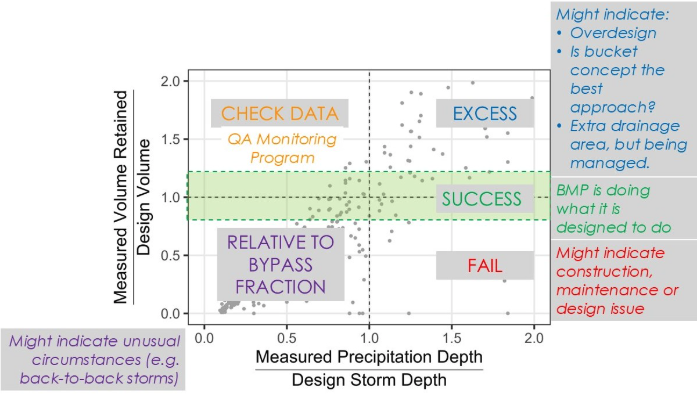 Might indicate:
• Overdesign
• Is bucket
concept the
best
approach?
• Extra drainage
area, but being
managed.
BMP is doing
what it is
designed to do
Might indicate
construction,
maintenance or
design issue
Measured Volume Retained
Design Volume
2.0
1.5
1.0
0.5
0.0
CHECK DATA
QA Monitoring
Program
EXCESS
SUCCESS
RELATIVE TO
BYPASS
FRACTION
FAIL
0.0 0.5 1.0 1.5 2.0
Measured Precipitation Depth
Design Storm Depth
Might indicate unusual
circumstances (e.g.
back-to-back storms)